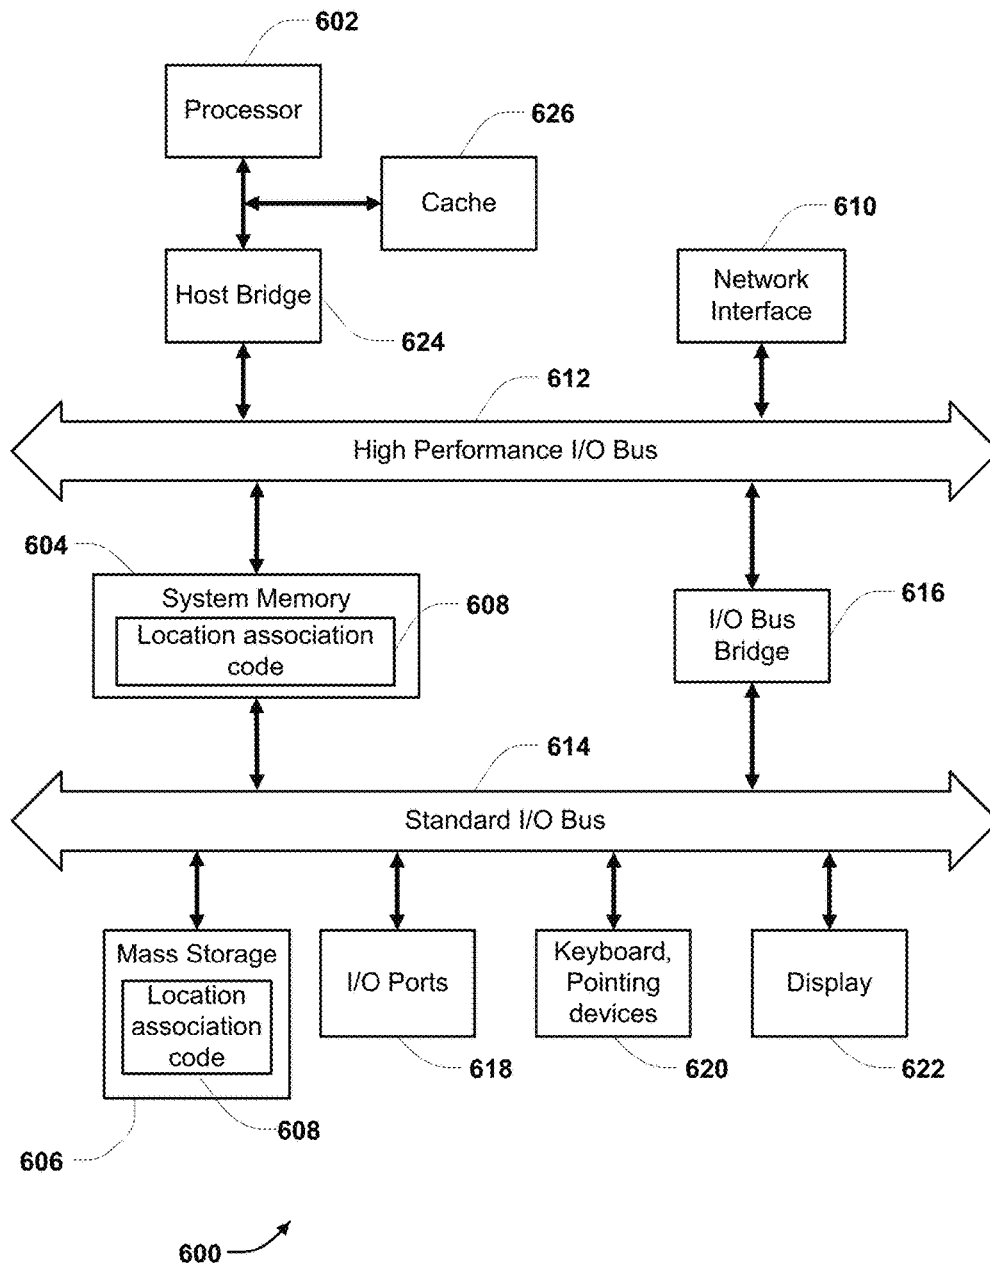 602
Processor
626
Cache
610
Host Bridge
624
Network
Interface
612
High Performance I/O Bus
604
System Memory
608
Location association
code
616
I/O Bus
Bridge
614
Standard I/O Bus
Mass Storage
Location
association
code
I/O Ports
Keyboard,
Pointing
devices
Display
618
620
622
608
606
600